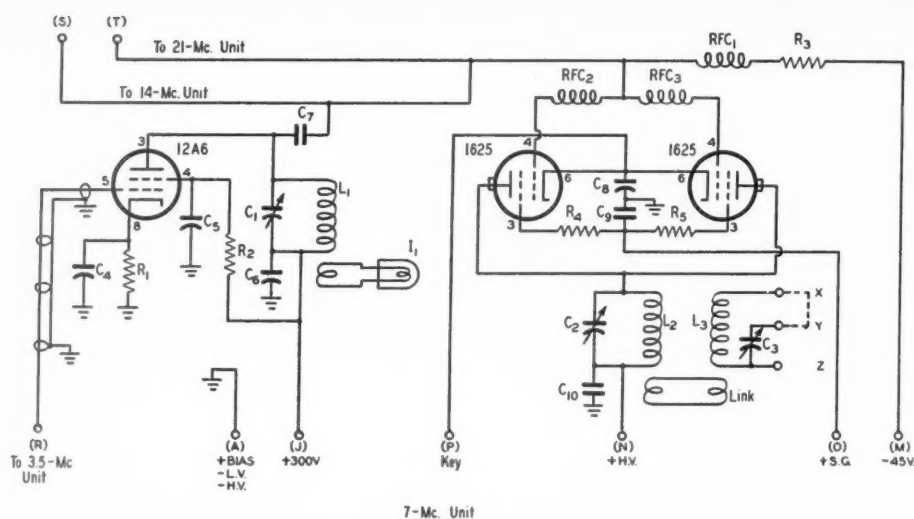 (S)
(T)
To 21-Mc. Unit
RFC1
R3
RFC2
RFC3
To 14-Mc. Unit
C7
3
12A6
4
4
1625
1625
5
4
6
6
8
C5
C1
L1
C8
C9
R2
I1
3
R4
R5
3
C4
R1
C6
C2
L2
L3
X
Y
C3
Z
C10
Link
(R)
To 3.5-Mc
Unit
(A)
+BIAS
-L.V.
-H.V.
(J)
+300V
(P)
Key
(N)
+H.V.
(O)
+S.G.
(M)
-45V.
7-Mc. Unit